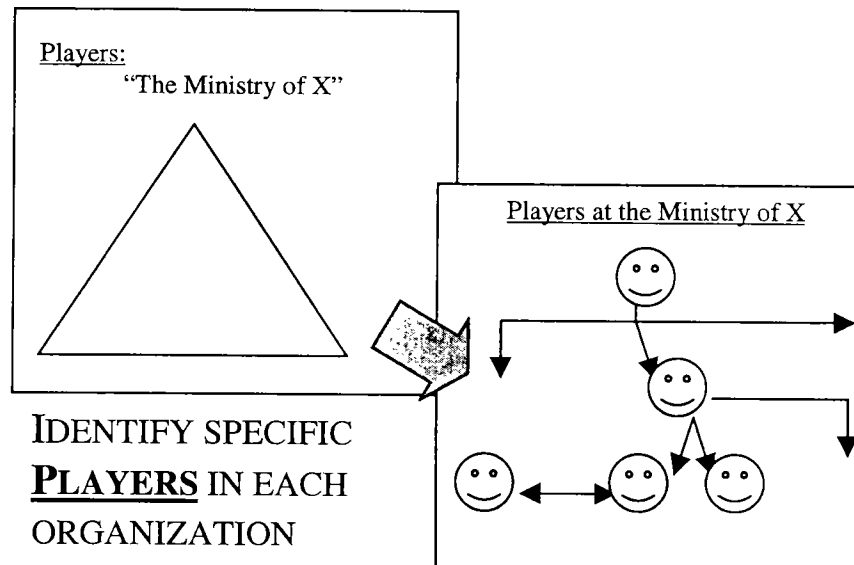 Players:
“The Ministry of X”
Players at the Ministry of X
IDENTIFY SPECIFIC
PLAYERS IN EACH
ORGANIZATION